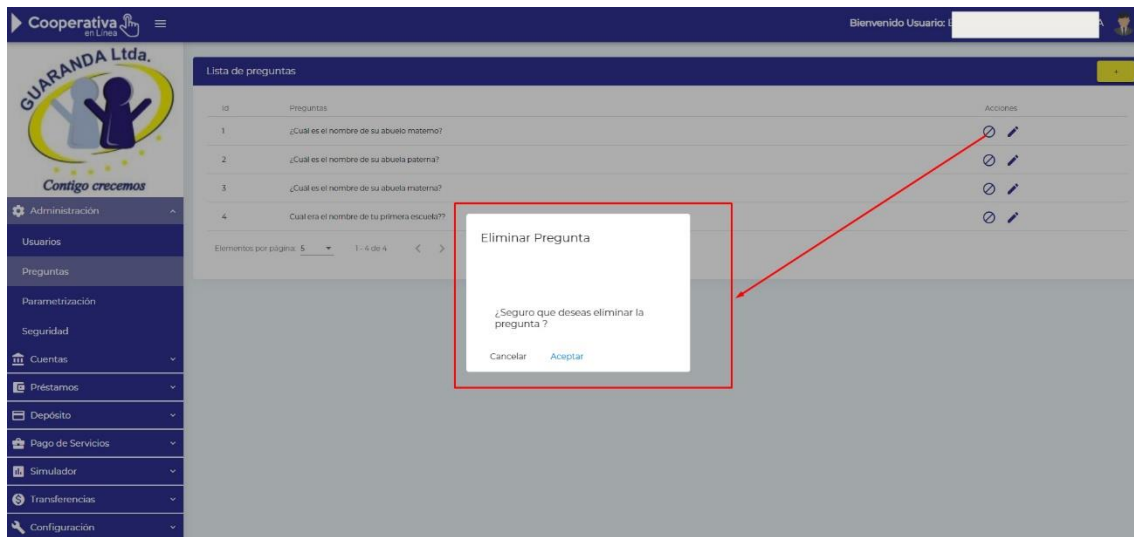 Cooperativa
en Línea
Bienvenido Usuario:
GUARANDA Ltda.
Contigo crecemos
Lista de preguntas
+
Id Preguntas Acciones
1 ¿Cuál es el nombre de su abuelo materno?
2 ¿Cuál es el nombre de su abuela paterna?
3 ¿Cuál es el nombre de su abuela materna?
4 Cual era el nombre de tu primera escuela??
Elementos por página: 5 1 - 4 de 4
Administración
Usuarios
Preguntas
Parametrización
Seguridad
Cuentas
Préstamos
Depósito
Pago de Servicios
Simulador
Transferencias
Configuración
Eliminar Pregunta
¿Seguro que deseas eliminar la
pregunta ?
Cancelar Aceptar